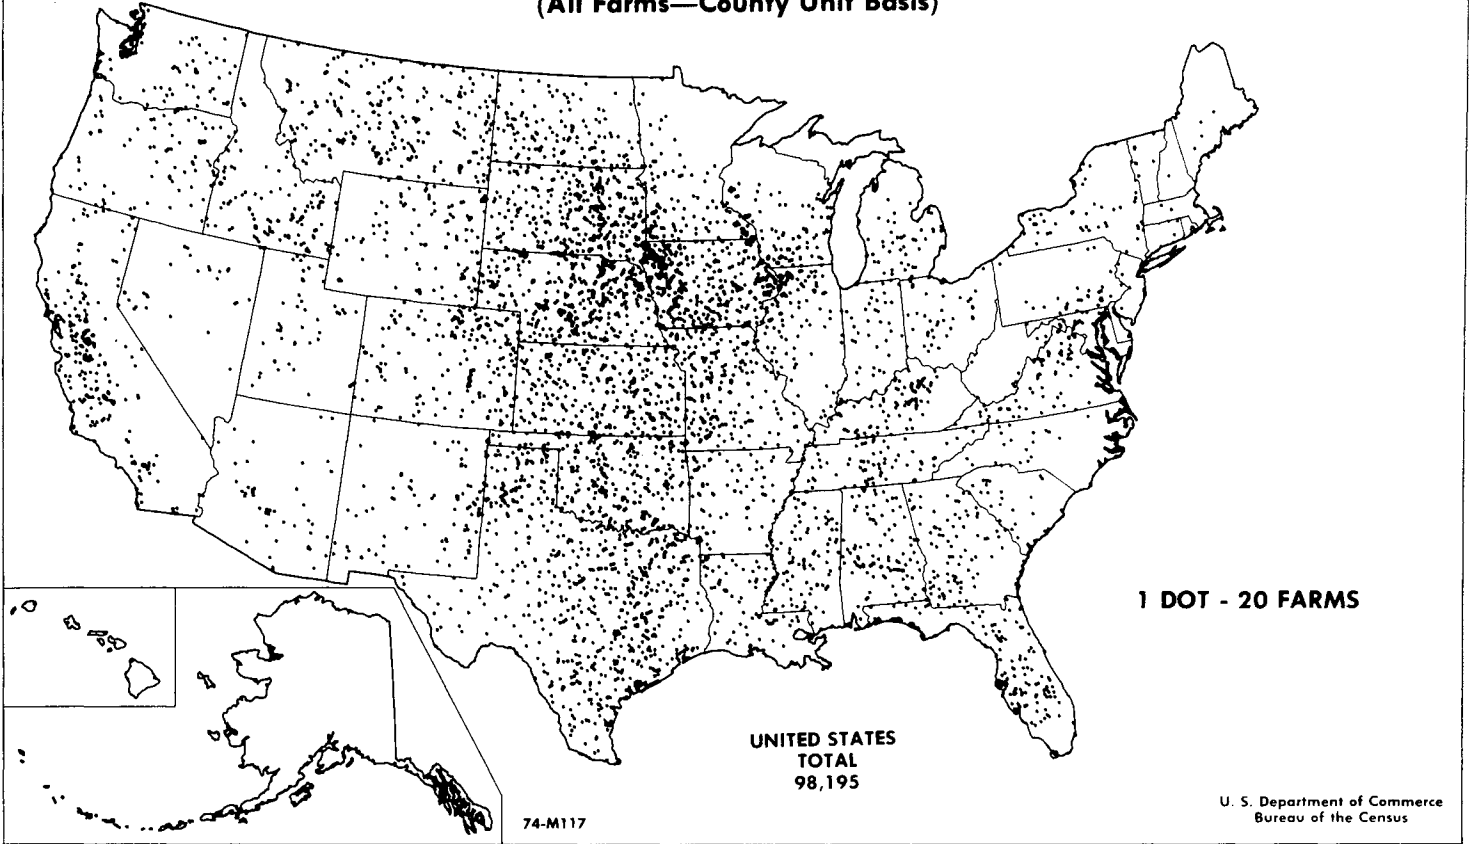 (All Farms—County Unit Basis)
1 DOT - 20 FARMS
UNITED STATES
TOTAL
98,195
U. S. Department of Commerce
Bureau of the Census
74-M117